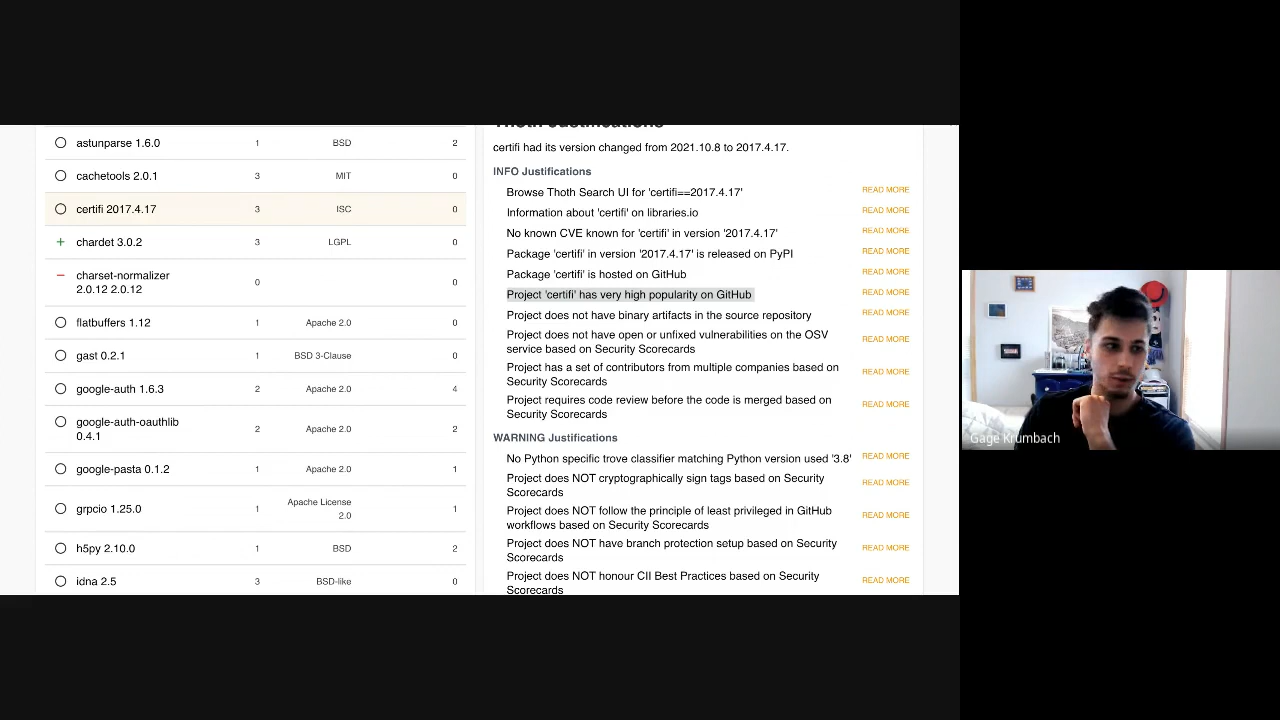 astunparse 1.6.0 1 BSD 2
cachetools 2.0.1 3 MIT 0
certifi 2017.4.17 3 ISC 0
chardet 3.0.2 3 LGPL 0
charset-normalizer
2.0.12 2.0.12 0 0
flatbuffers 1.12 1 Apache 2.0 0
gast 0.2.1 1 BSD 3-Clause 0
google-auth 1.6.3 2 Apache 2.0 4
google-auth-oauthlib
0.4.1 2 Apache 2.0 2
google-pasta 0.1.2 1 Apache 2.0 1
grpcio 1.25.0 1 Apache License
2.0 1
h5py 2.10.0 1 BSD 2
idna 2.5 3 BSD-like 0
Thoth Justifications
certifi had its version changed from 2021.10.8 to 2017.4.17.
INFO Justifications
Browse Thoth Search UI for 'certifi==2017.4.17' READ MORE
Information about 'certifi' on libraries.io READ MORE
No known CVE known for 'certifi' in version '2017.4.17' READ MORE
Package 'certifi' in version '2017.4.17' is released on PyPI READ MORE
Package 'certifi' is hosted on GitHub READ MORE
Project 'certifi' has very high popularity on GitHub READ MORE
Project does not have binary artifacts in the source repository READ MORE
Project does not have open or unfixed vulnerabilities on the OSV
service based on Security Scorecards READ MORE
Project has a set of contributors from multiple companies based on
Security Scorecards READ MORE
Project requires code review before the code is merged based on
Security Scorecards READ MORE
WARNING Justifications
No Python specific trove classifier matching Python version used '3.8' READ MORE
Project does NOT cryptographically sign tags based on Security
Scorecards READ MORE
Project does NOT follow the principle of least privileged in GitHub
workflows based on Security Scorecards READ MORE
Project does NOT have branch protection setup based on Security
Scorecards READ MORE
Project does NOT honour CII Best Practices based on Security
Scorecards READ MORE
Gage Krumbach